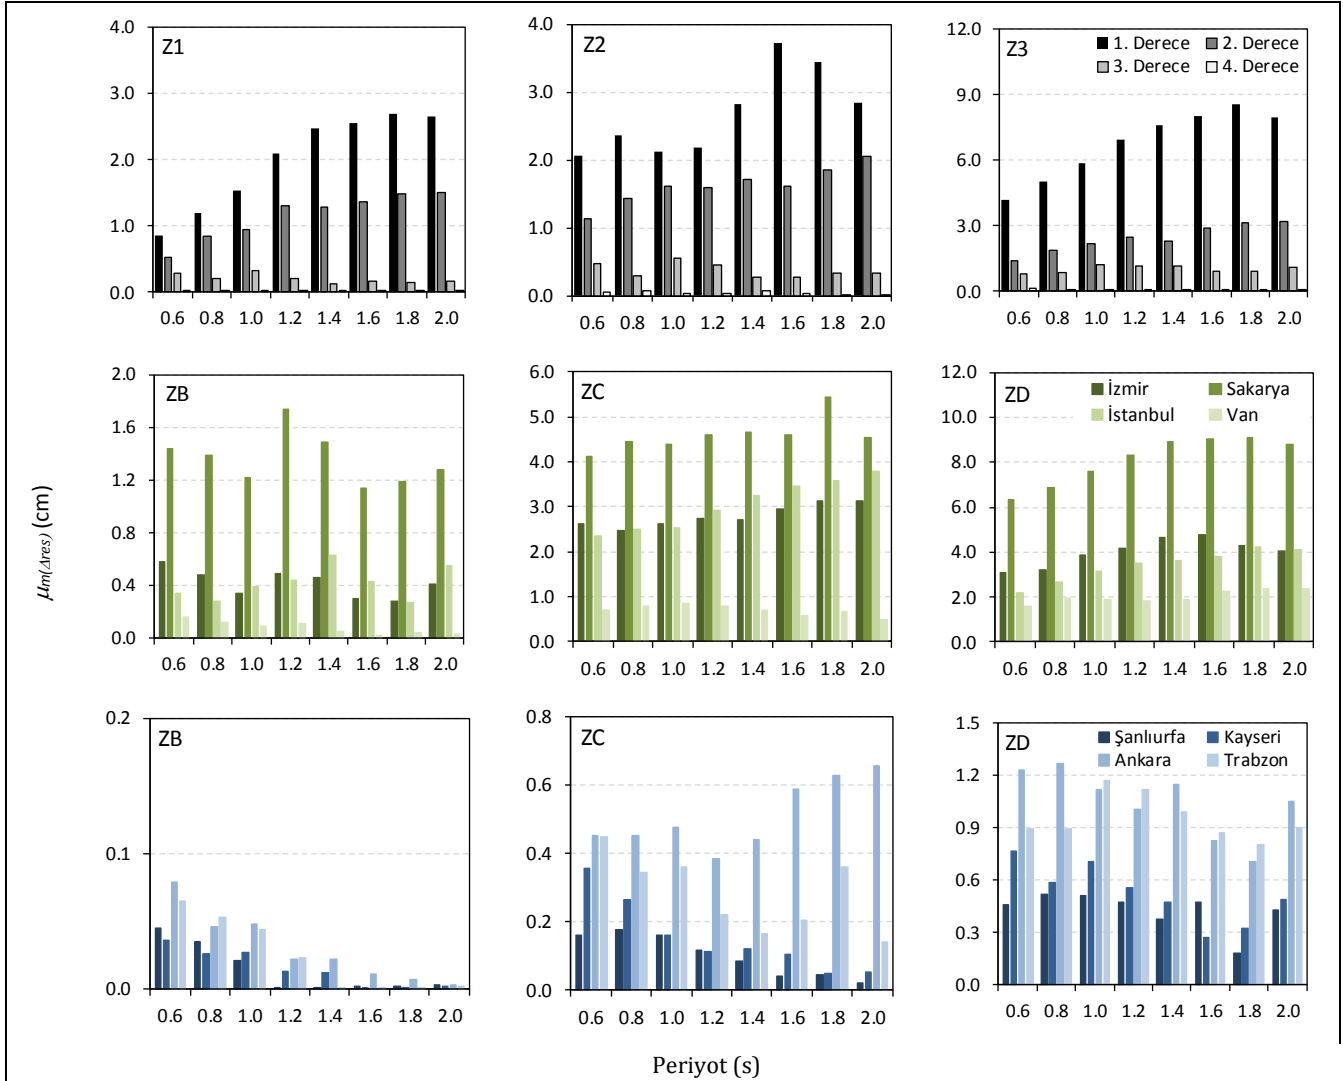 Z1
4.0
3.0
2.0
1.0
0.0
0.6 0.8 1.0 1.2 1.4 1.6 1.8 2.0
Z2
4.0
3.0
2.0
1.0
0.0
0.6 0.8 1.0 1.2 1.4 1.6 1.8 2.0
Z3
1. Derece 2. Derece
3. Derece 4. Derece
12.0
9.0
6.0
3.0
0.0
0.6 0.8 1.0 1.2 1.4 1.6 1.8 2.0
μm(Δres) (cm)
ZB
2.0
1.6
1.2
0.8
0.4
0.0
0.6 0.8 1.0 1.2 1.4 1.6 1.8 2.0
ZC
6.0
5.0
4.0
3.0
2.0
1.0
0.0
0.6 0.8 1.0 1.2 1.4 1.6 1.8 2.0
ZD
İzmir Sakarya
İstanbul Van
12.0
10.0
8.0
6.0
4.0
2.0
0.0
0.6 0.8 1.0 1.2 1.4 1.6 1.8 2.0
ZB
0.2
0.1
0.0
0.6 0.8 1.0 1.2 1.4 1.6 1.8 2.0
ZC
0.8
0.6
0.4
0.2
0.0
0.6 0.8 1.0 1.2 1.4 1.6 1.8 2.0
ZD
Şanlıurfa Kayseri
Ankara Trabzon
1.5
1.2
0.9
0.6
0.3
0.0
0.6 0.8 1.0 1.2 1.4 1.6 1.8 2.0
Periyot (s)